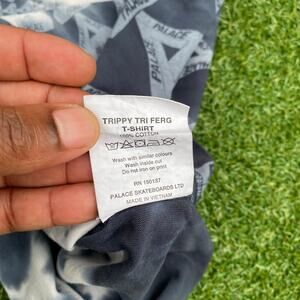 PALACE
PALACE
TRIPPY TRI FERG
T-SHIRT
100% COTTON
Wash with similar colours
Wash inside out
Do not iron on print
RN 150137
PALACE SKATEBOARDS LTD
MADE IN VIETNAM